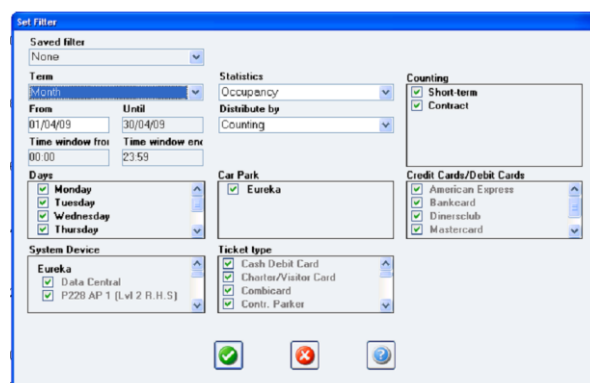 Set Filter
Saved filter
None
Term
Month
Statistics
Occupancy
Counting
Short-term
Contract
From
Until
Distribute by
01/04/09
30/04/09
Counting
Time window fro
Time window end
00:00
23:59
Days
Monday
Tuesday
Wednesday
Thursday
Car Park
Eureka
Credit Cards/Debit Cards
American Express
Bankcard
Dinersclub
Mastercard
System Device
Eureka
Data Central
P228 AP 1 (Lvl 2 R.H.S)
Ticket type
Cash Debit Card
Charter/Visitor Card
Combicard
Contr. Parker